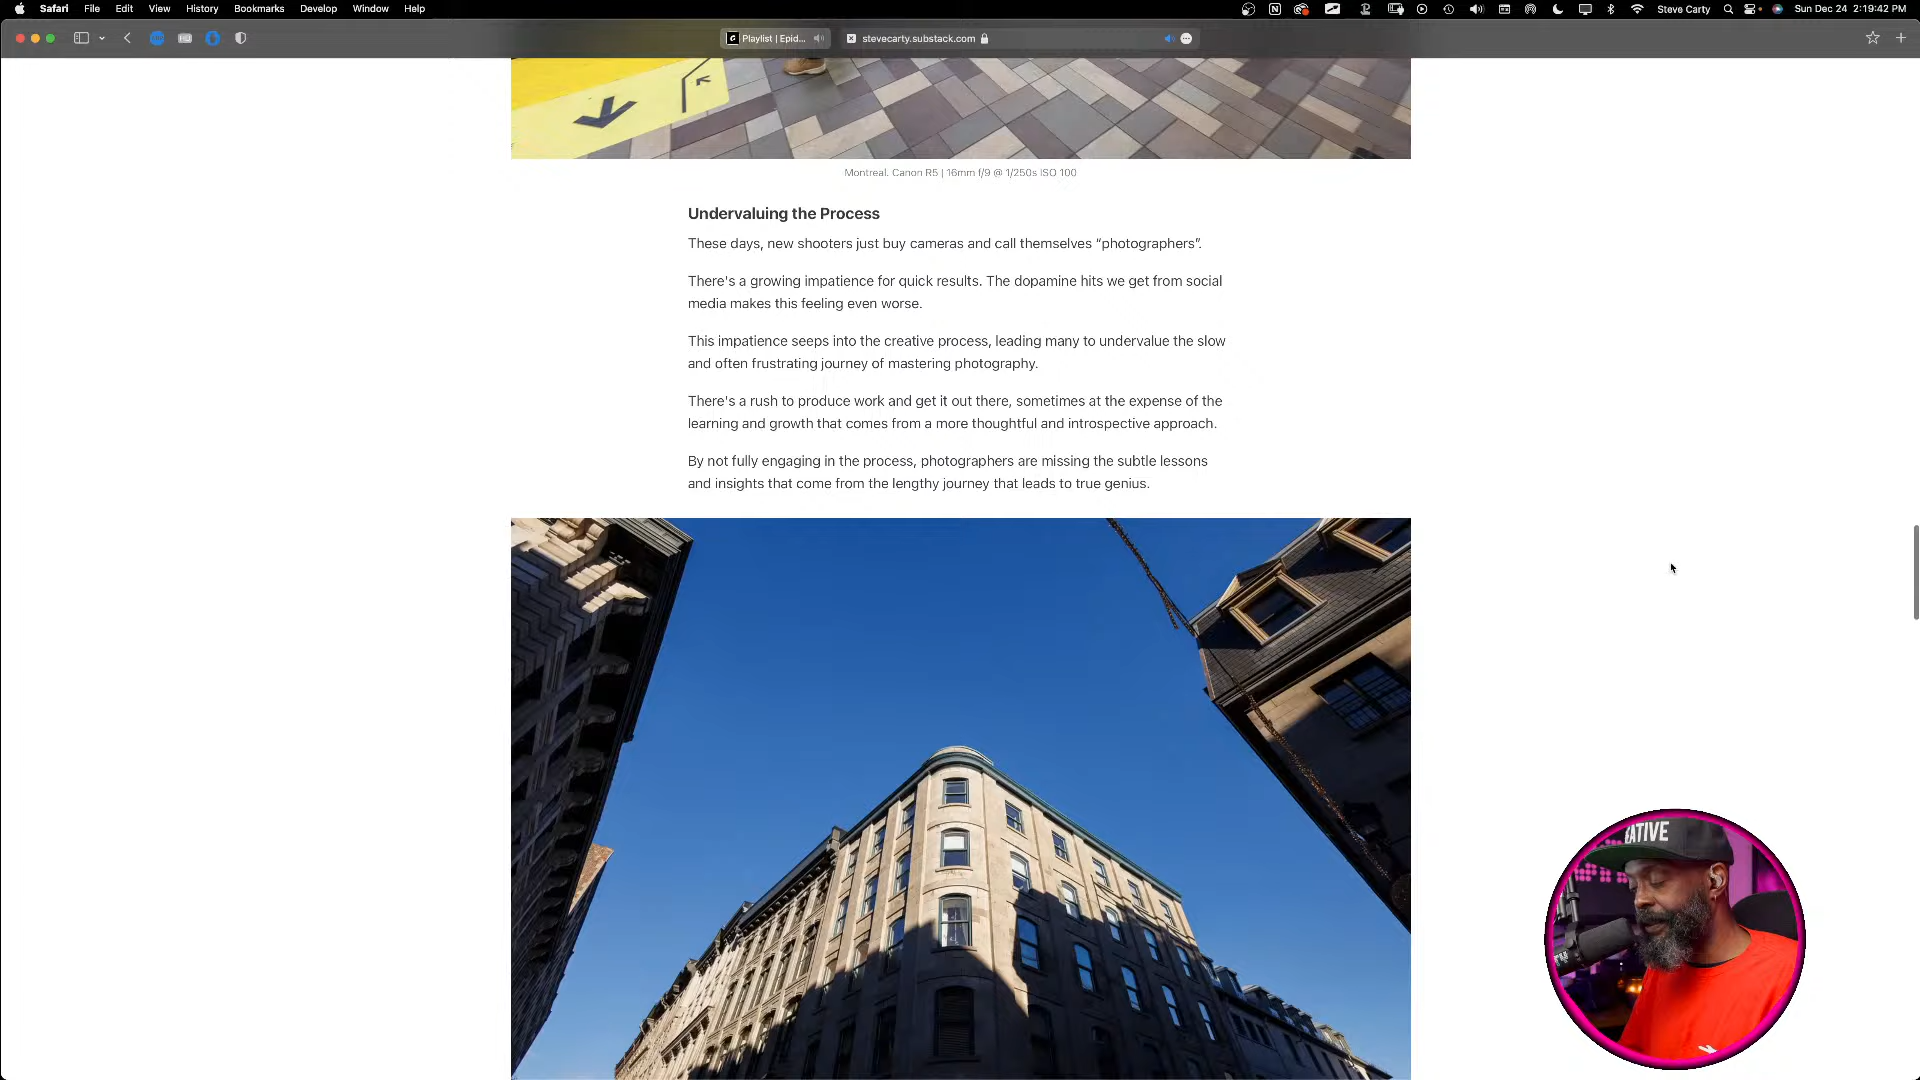 Safari File Edit View History Bookmarks Develop Window Help
Steve Carty Sun Dec 24 2:19:42 PM
Playlist | Epid...
stevecarty.substack.com
Montreal. Canon R5 | 16mm f/9 @ 1/250s ISO 100
Undervaluing the Process
These days, new shooters just buy cameras and call themselves “photographers”.
There's a growing impatience for quick results. The dopamine hits we get from social
media makes this feeling even worse.
This impatience seeps into the creative process, leading many to undervalue the slow
and often frustrating journey of mastering photography.
There's a rush to produce work and get it out there, sometimes at the expense of the
learning and growth that comes from a more thoughtful and introspective approach.
By not fully engaging in the process, photographers are missing the subtle lessons
and insights that come from the lengthy journey that leads to true genius.
EATIVE